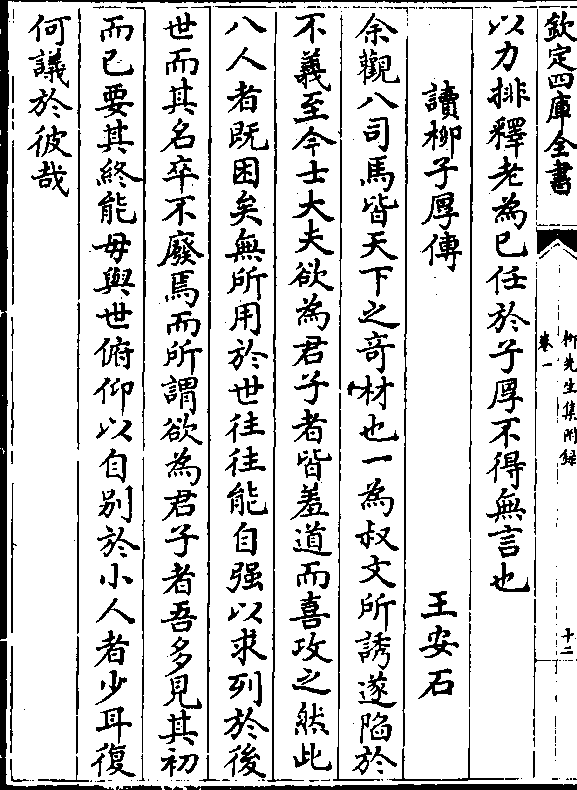 欽定四庫全書
柳先生集附録
卷一
十二
以力排釋老為已任於子厚不得無言也
讀柳子厚傳
王安石
余觀八司馬皆天下之竒材也一為叔文所誘遂陷於
不義至今士大夫欲為君子者皆羞道而喜攻之然此
八人者既困矣無所用於世往往能自强以求列於後
世而其名卒不廢焉而所謂欲為君子者吾多見其初
而已要其終能毋與世俯仰以自别於小人者少耳復
何議於彼哉